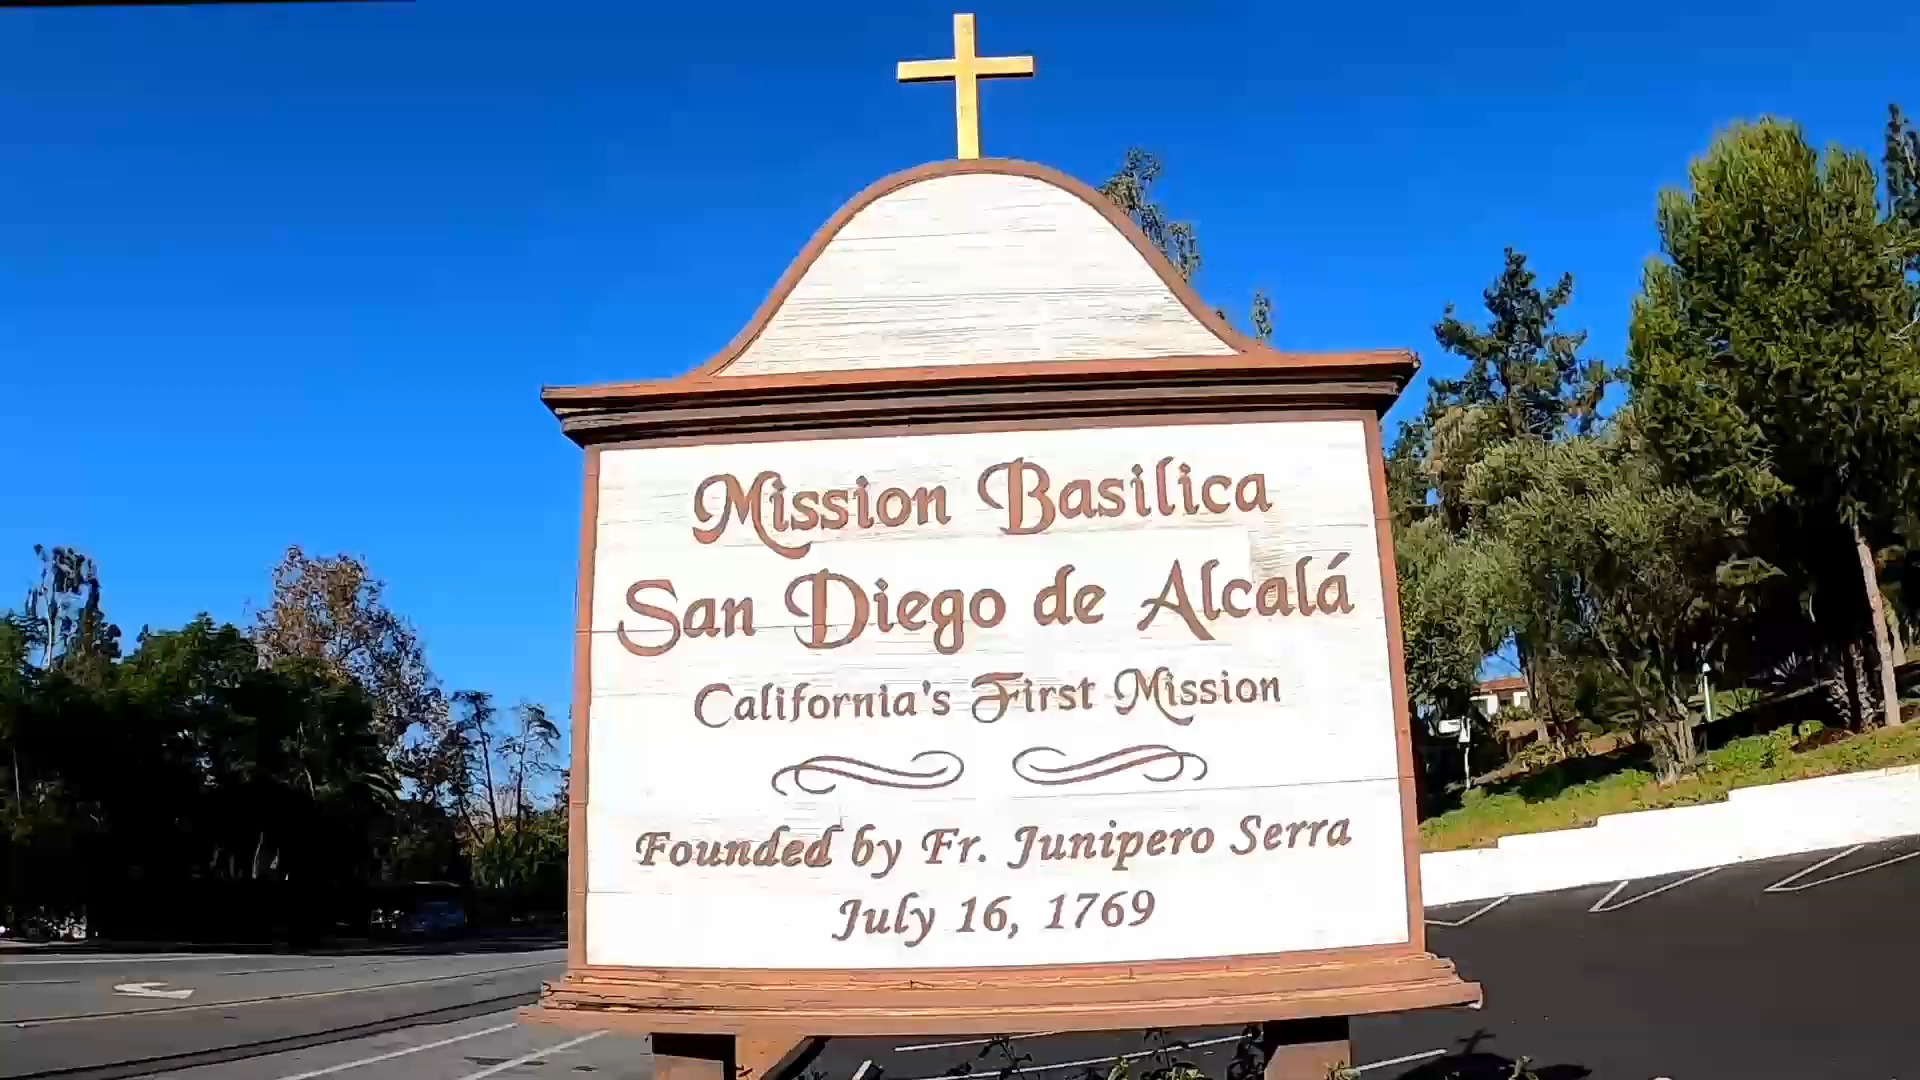 Mission Basilica
San Diego de Alcalá
California's First Mission
Founded by Fr. Junipero Serra
July 16, 1769